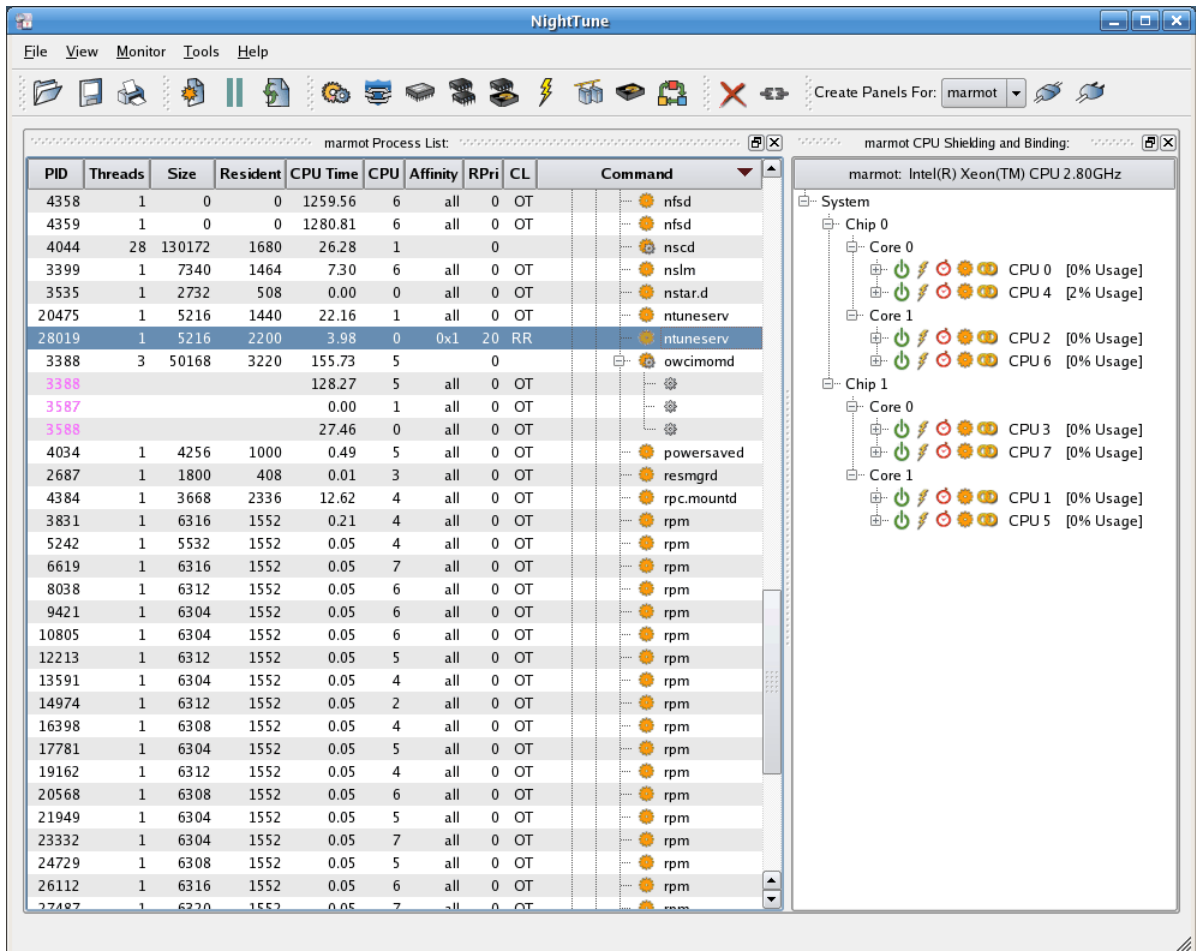 NightTune
File View Monitor Tools Help
Create Panels For: marmot
marmot Process List:
PID Threads Size Resident CPU Time CPU Affinity RPri CL Command
4358 1 0 0 1259.56 6 all 0 OT nfsd
4359 1 0 0 1280.81 6 all 0 OT nfsd
4044 28 130172 1680 26.28 1 0 nscd
3399 1 7340 1464 7.30 6 all 0 OT nslm
3535 1 2732 508 0.00 0 all 0 OT nstar.d
20475 1 5216 1440 22.16 1 all 0 OT ntuneserv
28019 1 5216 2200 3.98 0 0x1 20 RR ntuneserv
3388 3 50168 3220 155.73 5 0 owcimomd
3388 128.27 5 all 0 OT
3587 0.00 1 all 0 OT
3588 27.46 0 all 0 OT
4034 1 4256 1000 0.49 5 all 0 OT powersaved
2687 1 1800 408 0.01 3 all 0 OT resmgrd
4384 1 3668 2336 12.62 4 all 0 OT rpc.mountd
3831 1 6316 1552 0.21 4 all 0 OT rpm
5242 1 5532 1552 0.05 4 all 0 OT rpm
6619 1 6316 1552 0.05 7 all 0 OT rpm
8038 1 6312 1552 0.05 6 all 0 OT rpm
9421 1 6304 1552 0.05 6 all 0 OT rpm
10805 1 6304 1552 0.05 6 all 0 OT rpm
12213 1 6312 1552 0.05 5 all 0 OT rpm
13591 1 6304 1552 0.05 4 all 0 OT rpm
14974 1 6312 1552 0.05 2 all 0 OT rpm
16398 1 6308 1552 0.05 4 all 0 OT rpm
17781 1 6304 1552 0.05 5 all 0 OT rpm
19162 1 6312 1552 0.05 4 all 0 OT rpm
20568 1 6308 1552 0.05 6 all 0 OT rpm
21949 1 6304 1552 0.05 5 all 0 OT rpm
23332 1 6304 1552 0.05 7 all 0 OT rpm
24729 1 6308 1552 0.05 5 all 0 OT rpm
26112 1 6316 1552 0.05 6 all 0 OT rpm
27487 1 6320 1552 0.05 7 all 0 OT rpm
marmot CPU Shielding and Binding:
marmot: Intel(R) Xeon(TM) CPU 2.80GHz
System
Chip 0
Core 0
CPU 0 [0% Usage]
CPU 4 [2% Usage]
Core 1
CPU 2 [0% Usage]
CPU 6 [0% Usage]
Chip 1
Core 0
CPU 3 [0% Usage]
CPU 7 [0% Usage]
Core 1
CPU 1 [0% Usage]
CPU 5 [0% Usage]